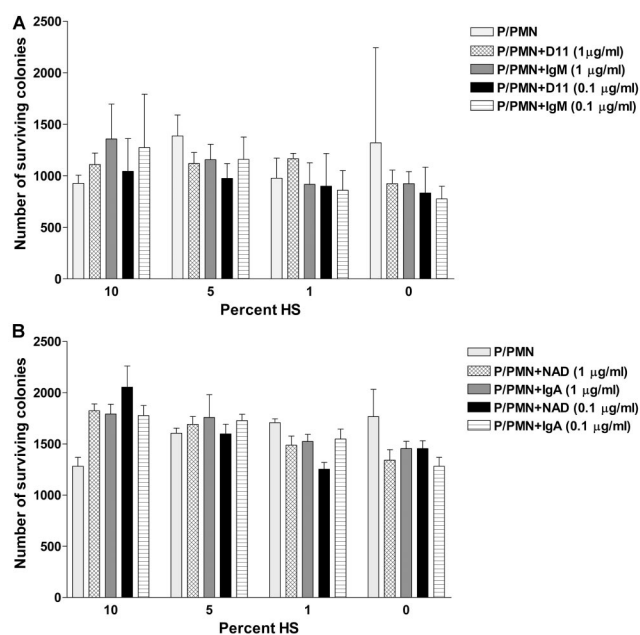 A
Number of surviving colonies
2500
2000
1500
1000
500
0
10 5 1 0
Percent HS
P/PMN
P/PMN+D11 (1μg/ml)
P/PMN+IgM (1 μg/ml)
P/PMN+D11 (0.1 μg/ml)
P/PMN+IgM (0.1 μg/ml)
B
Number of surviving colonies
2500
2000
1500
1000
500
0
10 5 1 0
Percent HS
P/PMN
P/PMN+NAD (1 μg/ml)
P/PMN+IgA (1 μg/ml)
P/PMN+NAD (0.1 μg/ml)
P/PMN+IgA (0.1 μg/ml)